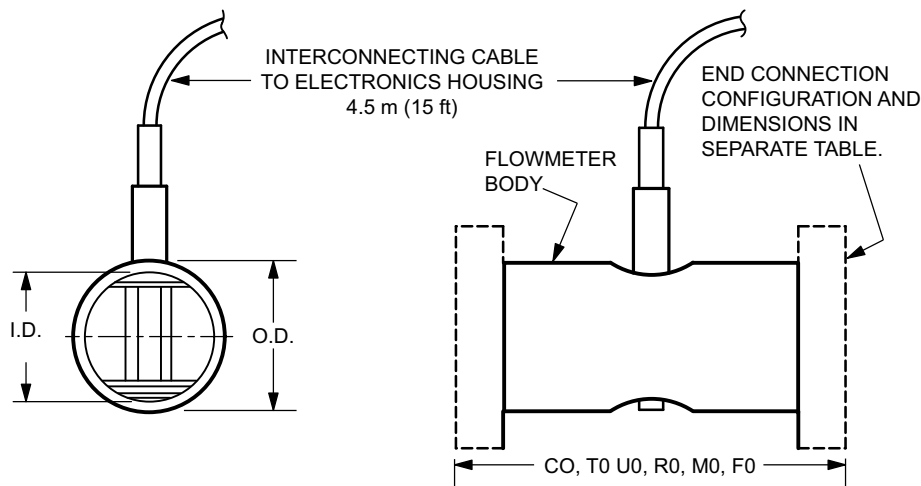 INTERCONNECTING CABLE
TO ELECTRONICS HOUSING
4.5 m (15 ft)
END CONNECTION
CONFIGURATION AND
DIMENSIONS IN
SEPARATE TABLE.
FLOWMETER
BODY
I.D.
O.D.
CO, T0 U0, R0, M0, F0